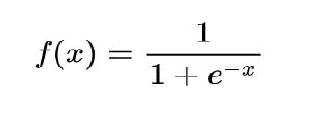 f(x) = 1 / (1 + e^{-x})